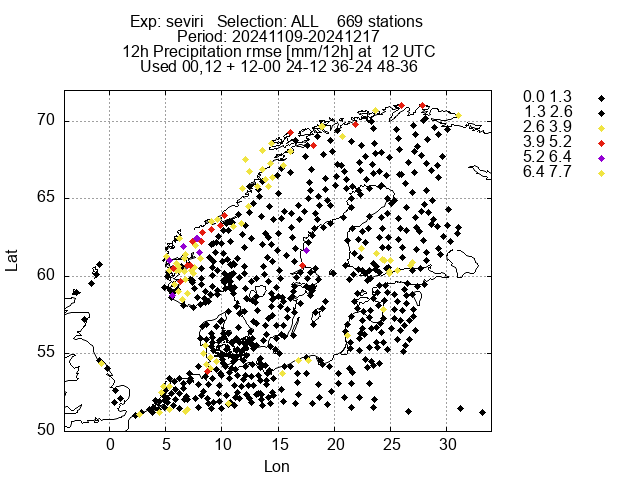 Exp: seviri   Selection: ALL    669 stations
Period: 20241109-20241217
12h Precipitation rmse [mm/12h] at  12 UTC
Used 00,12 + 12-00 24-12 36-24 48-36
0.0 1.3
1.3 2.6
2.6 3.9
3.9 5.2
5.2 6.4
6.4 7.7
70
65
60
55
50
Lat
0 5 10 15 20 25 30
Lon